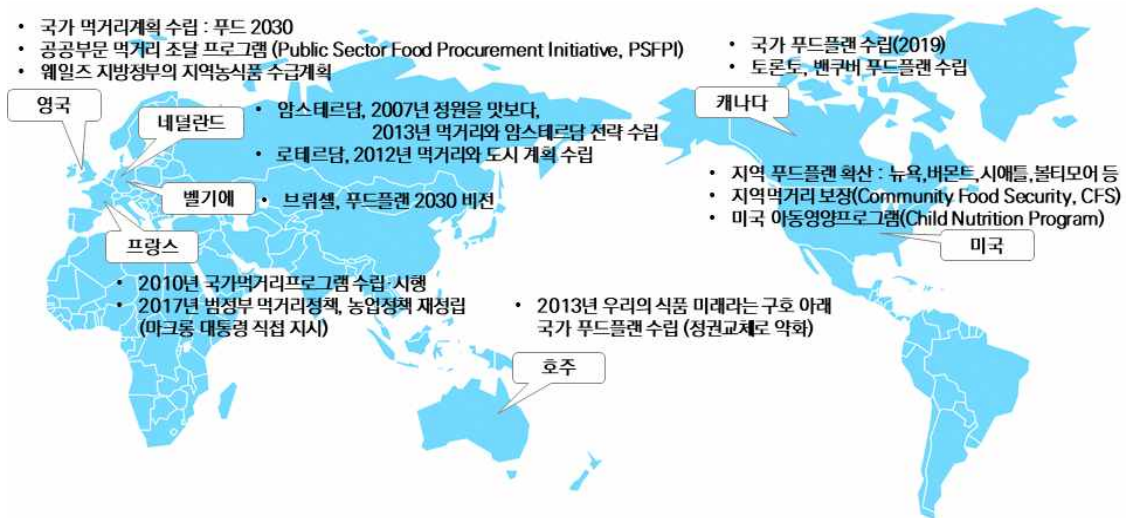 • 국가 먹거리계획 수립 : 푸드 2030
• 공공부문 먹거리 조달 프로그램 (Public Sector Food Procurement Initiative, PSFPI)
• 웨일즈 지방정부의 지역농식품 수급계획
영국
네덜란드
• 암스테르담, 2007년 정원을 맛보다,
2013년 먹거리와 암스테르담 전략 수립
• 로테르담, 2012년 먹거리와 도시 계획 수립
벨기에
• 브뤼셀, 푸드플랜 2030 비전
프랑스
• 2010년 국가먹거리프로그램 수립·시행
• 2017년 범정부 먹거리정책, 농업정책 재정립
(마크롱 대통령 직접 지시)
• 국가 푸드플랜 수립(2019)
• 토론토, 밴쿠버 푸드플랜 수립
캐나다
• 지역 푸드플랜 확산 : 뉴욕,버몬트,시애틀,볼티모어 등
• 지역먹거리 보장(Community Food Security, CFS)
• 미국 아동영양프로그램(Child Nutrition Program)
미국
• 2013년 우리의 식품 미래라는 구호 아래
국가 푸드플랜 수립 (정권교체로 약화)
호주